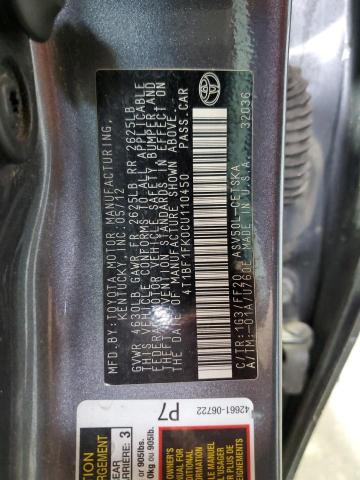 MFD.BY:TOYOTA MOTOR MANUFACTURING,
KENTUCKY, INC. 05/12
GVWR 4630LB GAWR FR 2625LB RR 2625LB
THIS VEHICLE CONFORMS TO ALL APPLICABLE
FEDERAL MOTOR VEHICLE SAFETY, BUMPER, AND
THEFT PREVENTION STANDARDS IN EFFECT ON
THE DATE OF MANUFACTURE SHOWN ABOVE.
4T1BF1FK0CU110450 PASS.CAR
C/TR:1G3/FF20 ASV50L-CETSKA
A/TM:-01A/U760E MADE IN U.S.A. 32036
42661-06722
P7
3